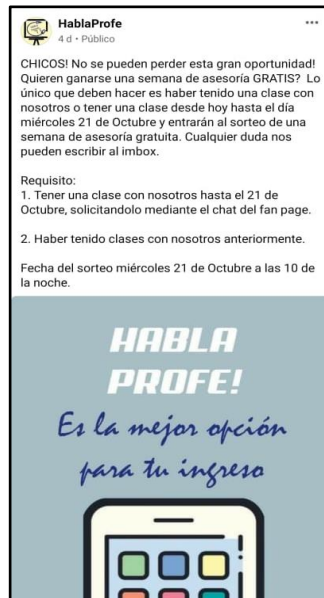 HablaProfe
4 d • Público
CHICOS! No se pueden perder esta gran oportunidad!
Quieren ganarse una semana de asesoría GRATIS? Lo
único que deben hacer es haber tenido una clase con
nosotros o tener una clase desde hoy hasta el día
miércoles 21 de Octubre y entrarán al sorteo de una
semana de asesoría gratuita. Cualquier duda nos
pueden escribir al imbox.
Requisito:
1. Tener una clase con nosotros hasta el 21 de
Octubre, solicitandolo mediante el chat del fan page.
2. Haber tenido clases con nosotros anteriormente.
Fecha del sorteo miércoles 21 de Octubre a las 10 de
la noche.
HABLA
PROFE!
Es la mejor opción
para tu ingreso